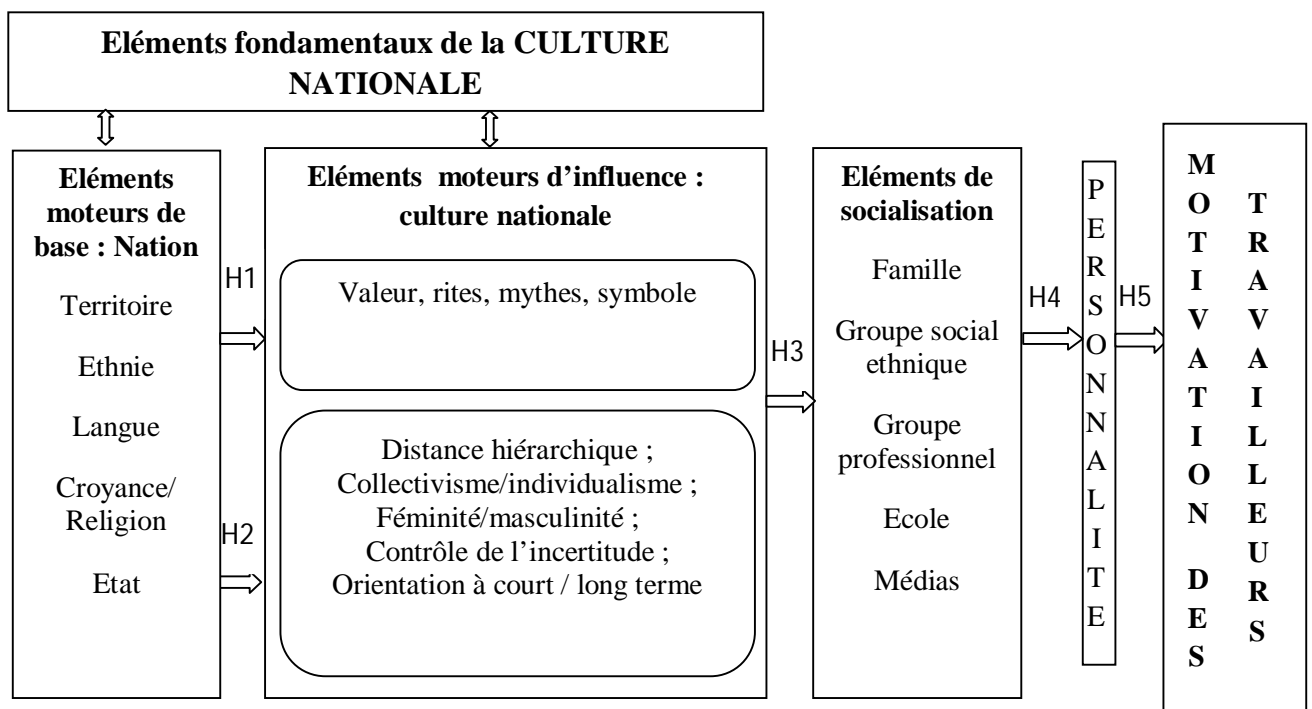 Eléments fondamentaux de la CULTURE
NATIONALE
Eléments
moteurs de
base : Nation
Territoire
Ethnie
Langue
Croyance/
Religion
Etat
H1
H2
Eléments moteurs d’influence :
culture nationale
Valeur, rites, mythes, symbole
Distance hiérarchique ;
Collectivisme/individualisme ;
Féminité/masculinité ;
Contrôle de l’incertitude ;
Orientation à court / long terme
H3
Eléments de
socialisation
Famille
Groupe social
ethnique
Groupe
professionnel
Ecole
Médias
H4
PERSONNALITE
H5
MOTIVATION DES
TRAVAILLEURS